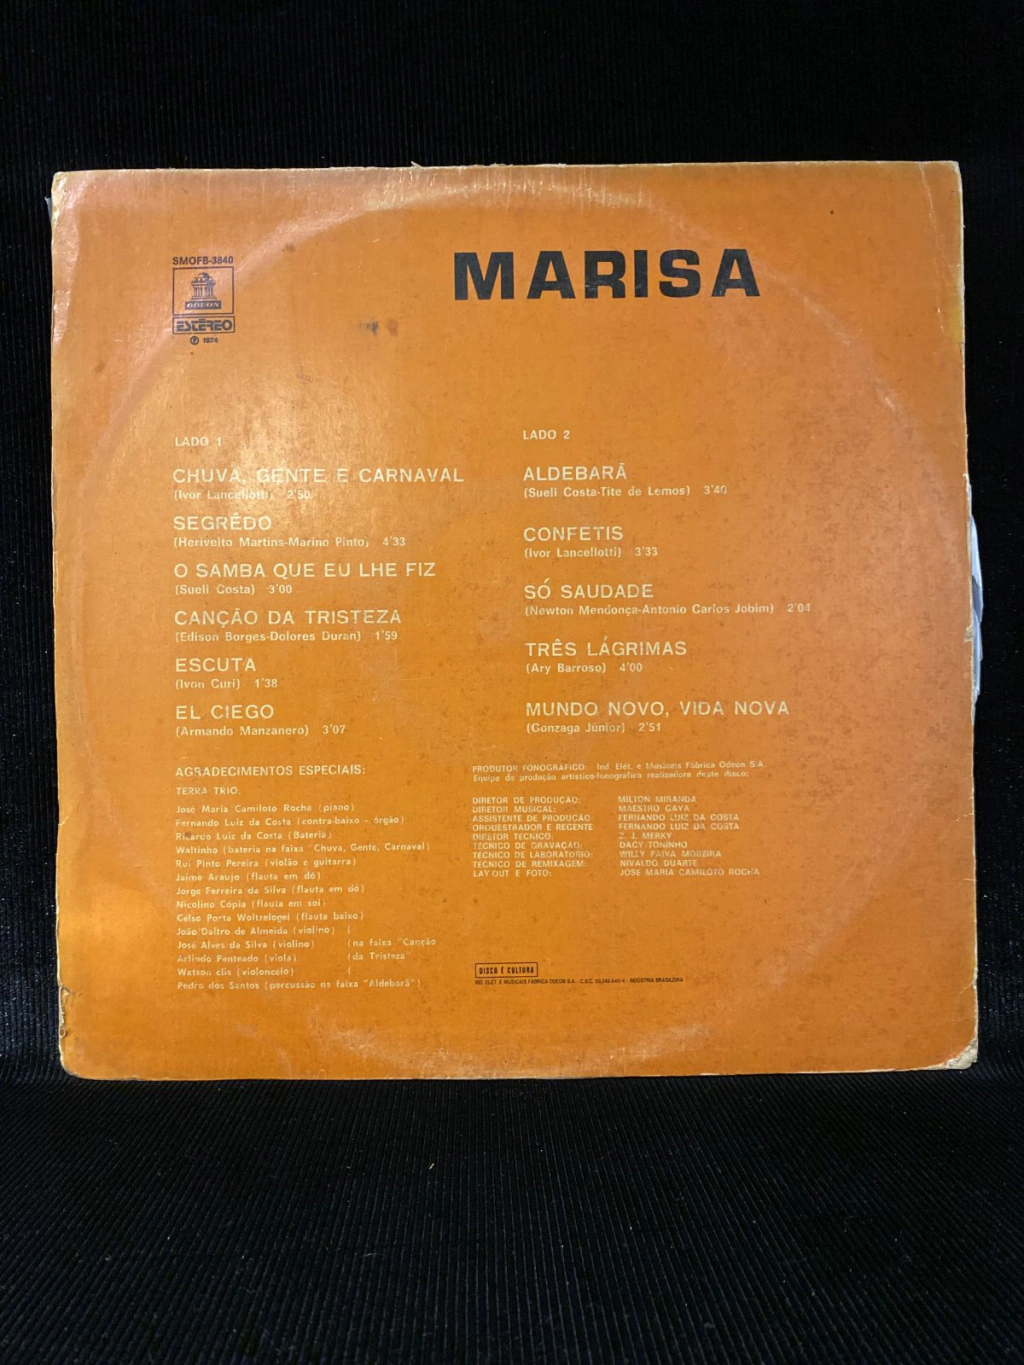 SMOFB-3840
ODEON
ESTÉREO
℗ 1974
MARISA
LADO 1
CHUVA, GENTE E CARNAVAL
(Ivor Lancellotti) 2'50
SEGRÊDO
(Herivelto Martins-Marino Pinto) 4'33
O SAMBA QUE EU LHE FIZ
(Sueli Costa) 3'00
CANÇÃO DA TRISTEZA
(Edison Borges-Dolores Duran) 1'59
ESCUTA
(Ivon Curi) 1'38
EL CIEGO
(Armando Manzanero) 3'07
LADO 2
ALDEBARÃ
(Sueli Costa-Tite de Lemos) 3'40
CONFETIS
(Ivor Lancellotti) 3'33
SÓ SAUDADE
(Newton Mendonça-Antonio Carlos Jobim) 2'04
TRÊS LÁGRIMAS
(Ary Barroso) 4'00
MUNDO NOVO, VIDA NOVA
(Gonzaga Júnior) 2'51
AGRADECIMENTOS ESPECIAIS:
TERRA TRIO:
José Maria Camiloto Rocha (piano)
Fernando Luiz da Costa (contra-baixo - órgão)
Ricardo Luiz da Costa (Bateria)
Waltinho (bateria na faixa "Chuva, Gente, Carnaval)
Rui Pinto Pereira (violão e guitarra)
Jaime Araujo (flauta em dó)
Jorge Ferreira da Silva (flauta em dó)
Nicolino Cópia (flauta em sol)
Celso Porta Woltzelogel (flauta baixo)
João Daltro de Almeida (violino) (
José Alves da Silva (violino) (na faixa "Canção
Arlindo Penteado (viola) (da Tristeza"
Watson clis (violoncelo) (
Pedro dos Santos (percussão na faixa "Aldebarã")
PRODUTOR FONOGRÁFICO: Ind. Elét. e Musicais Fábrica Odeon S.A.
Equipe de produção artístico-fonográfica realizadora deste disco:
DIRETOR DE PRODUÇÃO: MILTON MIRANDA
DIRETOR MUSICAL: MAESTRO GAYA
ASSISTENTE DE PRODUÇÃO: FERNANDO LUIZ DA COSTA
ORQUESTRADOR E REGENTE FERNANDO LUIZ DA COSTA
DIRETOR TÉCNICO: Z. J. MERKY
TÉCNICO DE GRAVAÇÃO: DACY TONINHO
TÉCNICO DE LABORATÓRIO: WILLY PAIVA MOREIRA
TÉCNICO DE REMIXAGEM: NIVALDO DUARTE
LAY OUT E FOTO: JOSÉ MARIA CAMILOTO ROCHA
DISCO É CULTURA
IND. ELÉT. E MUSICAIS FÁBRICA ODEON S.A. - C.G.C. - INDÚSTRIA BRASILEIRA